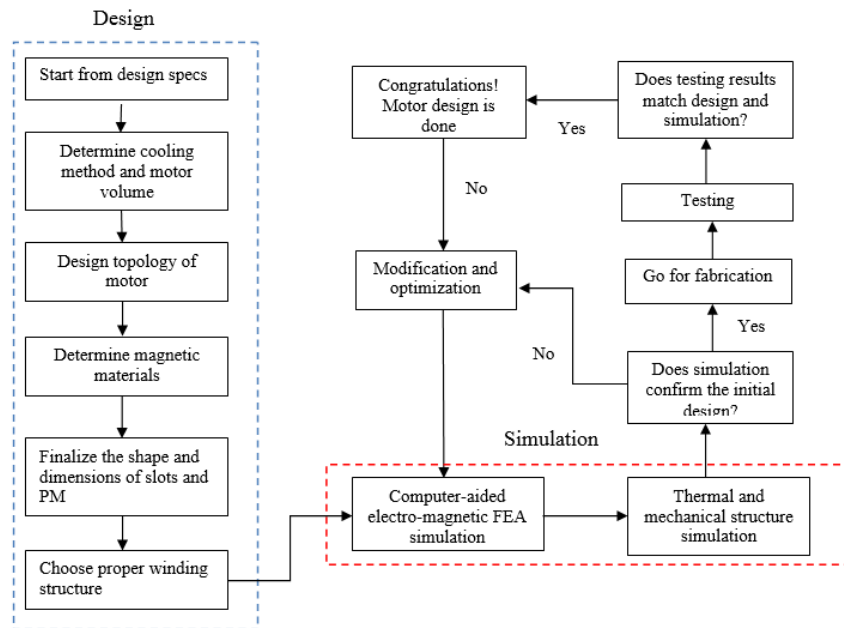 Design
Start from design specs
Determine cooling
method and motor
volume
Design topology of
motor
Determine magnetic
materials
Finalize the shape and
dimensions of slots and
PM
Choose proper winding
structure
Congratulations!
Motor design is
done
Yes
Does testing results
match design and
simulation?
No
Testing
Modification and
optimization
Go for fabrication
Yes
No
Does simulation
confirm the initial
design?
Simulation
Computer-aided
electro-magnetic FEA
simulation
Thermal and
mechanical structure
simulation